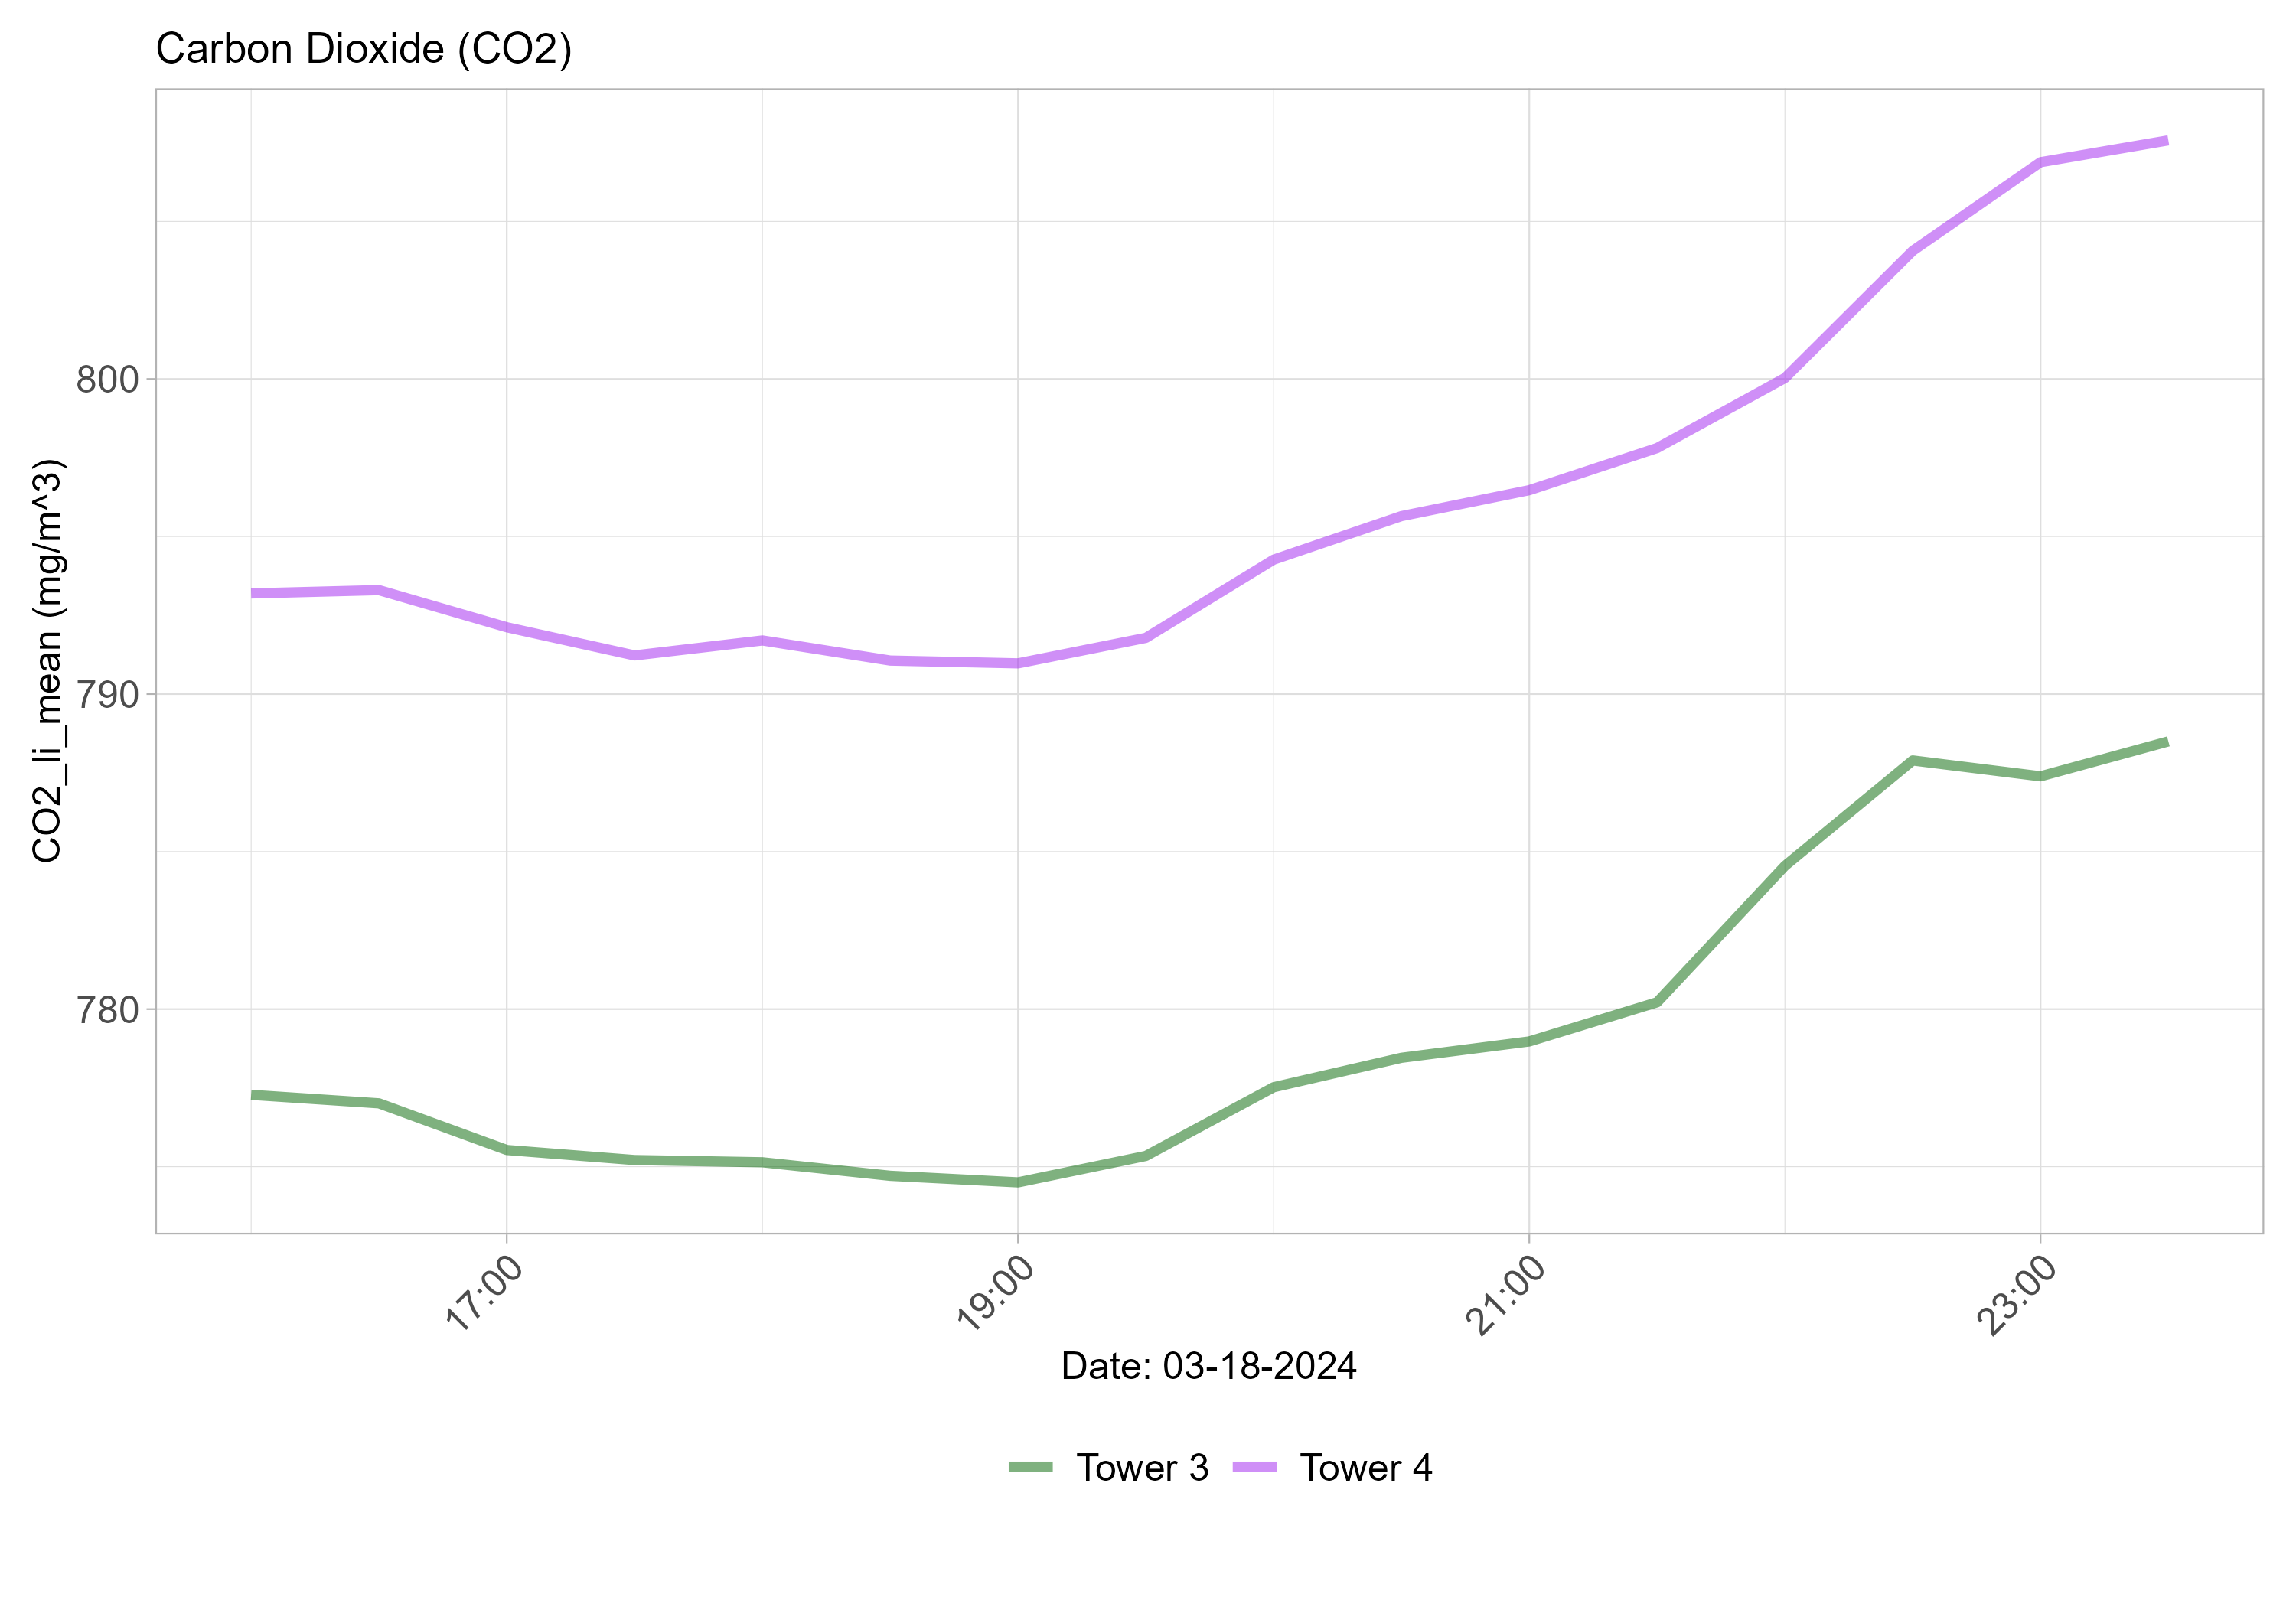 Carbon Dioxide (CO2)
CO2_li_mean (mg/m^3)
800
790
780
17:00
19:00
21:00
23:00
Date: 03-18-2024
Tower 3
Tower 4